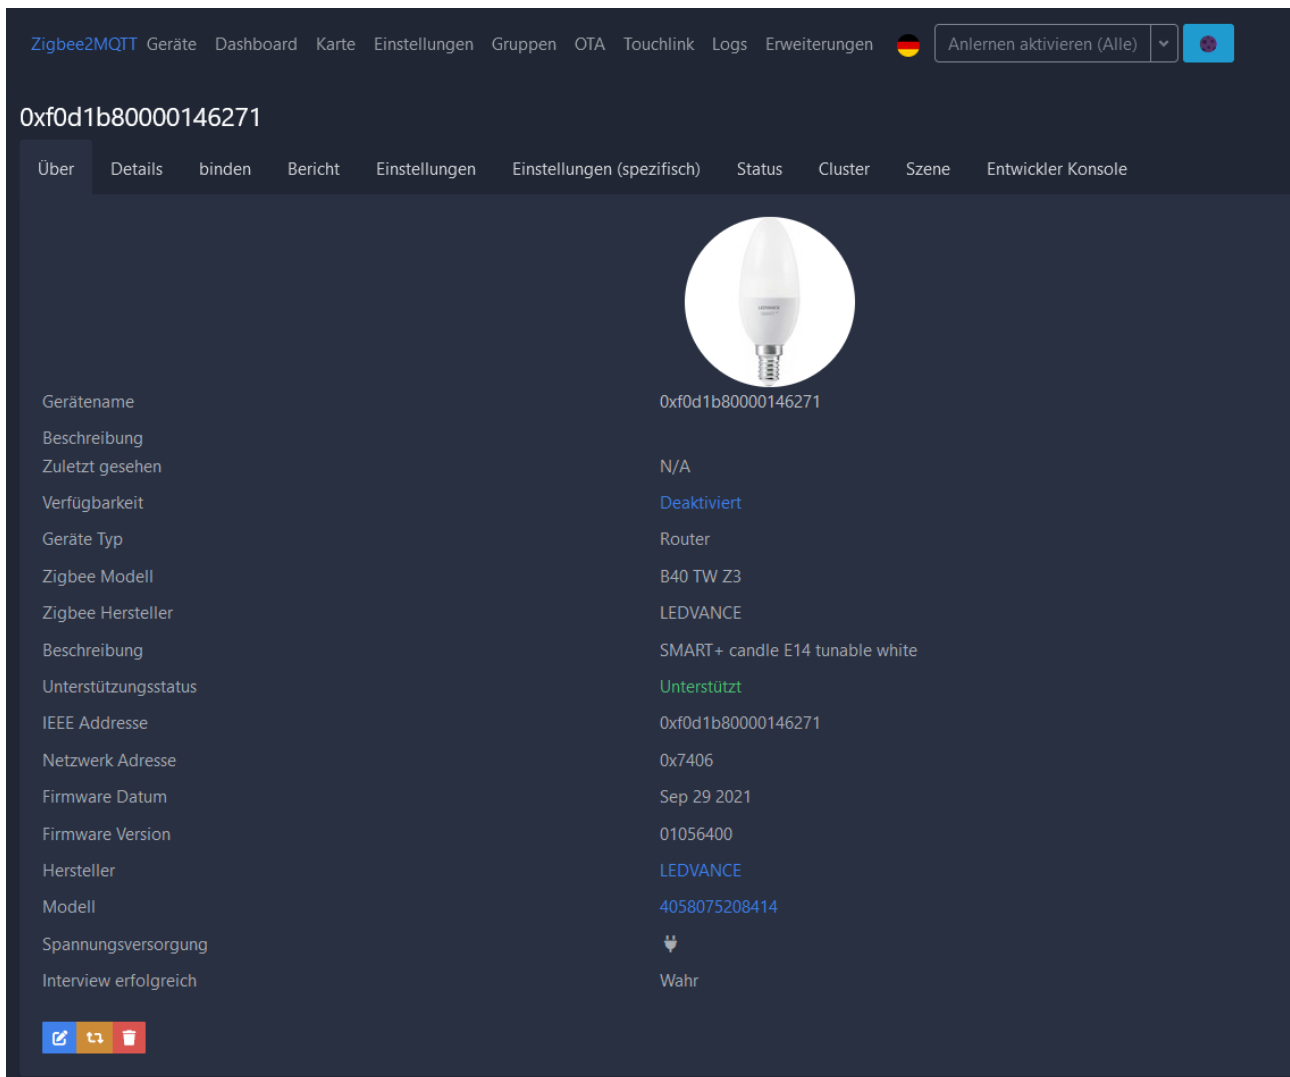 Zigbee2MQTT Geräte Dashboard Karte Einstellungen Gruppen OTA Touchlink Logs Erweiterungen Anlernen aktivieren (Alle)
0xf0d1b80000146271
Über Details binden Bericht Einstellungen Einstellungen (spezifisch) Status Cluster Szene Entwickler Konsole
LEDVANCE
Gerätename 0xf0d1b80000146271
Beschreibung
Zuletzt gesehen N/A
Verfügbarkeit Deaktiviert
Geräte Typ Router
Zigbee Modell B40 TW Z3
Zigbee Hersteller LEDVANCE
Beschreibung SMART+ candle E14 tunable white
Unterstützungsstatus Unterstützt
IEEE Addresse 0xf0d1b80000146271
Netzwerk Adresse 0x7406
Firmware Datum Sep 29 2021
Firmware Version 01056400
Hersteller LEDVANCE
Modell 4058075208414
Spannungsversorgung
Interview erfolgreich Wahr